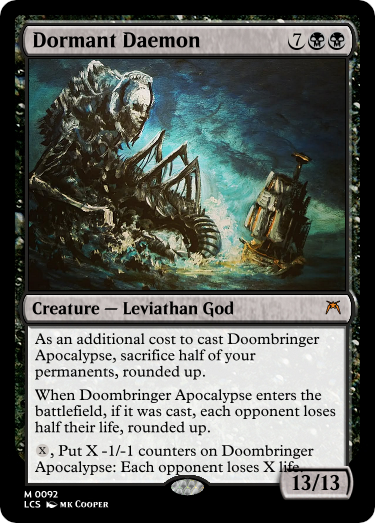 Dormant Daemon 7
Creature — Leviathan God
As an additional cost to cast Doombringer
Apocalypse, sacrifice half of your
permanents, rounded up.
When Doombringer Apocalypse enters the
battlefield, if it was cast, each opponent loses
half their life, rounded up.
X, Put X -1/-1 counters on Doombringer
Apocalypse: Each opponent loses X life.
13/13
M 0092
LCS MK COOPER